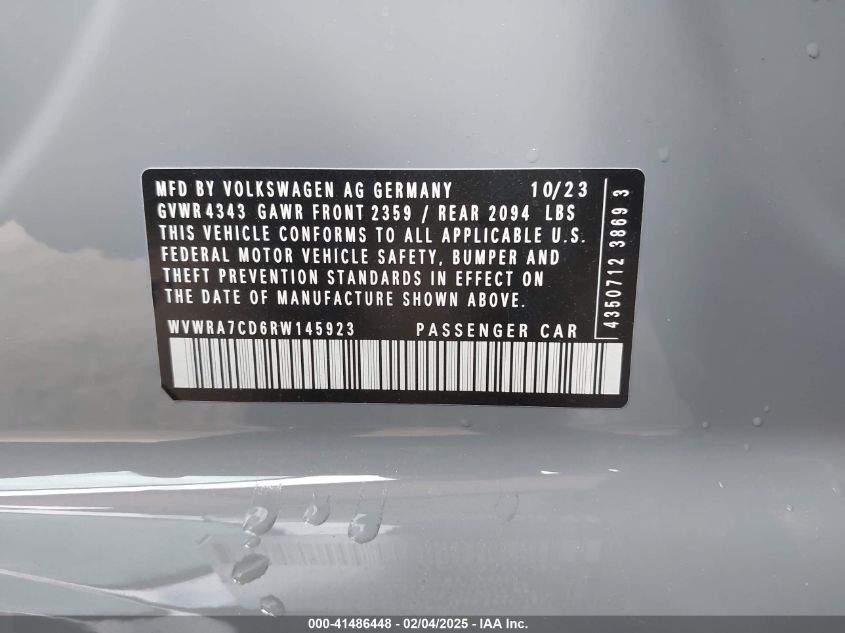 MFD BY VOLKSWAGEN AG GERMANY 10/23
GVWR 4343 GAWR FRONT 2359 / REAR 2094 LBS
THIS VEHICLE CONFORMS TO ALL APPLICABLE U.S.
FEDERAL MOTOR VEHICLE SAFETY, BUMPER AND
THEFT PREVENTION STANDARDS IN EFFECT ON
THE DATE OF MANUFACTURE SHOWN ABOVE.
WVWRA7CD6RW145923 PASSENGER CAR
4350712 3869 3
000-41486448 - 02/04/2025 - IAA Inc.